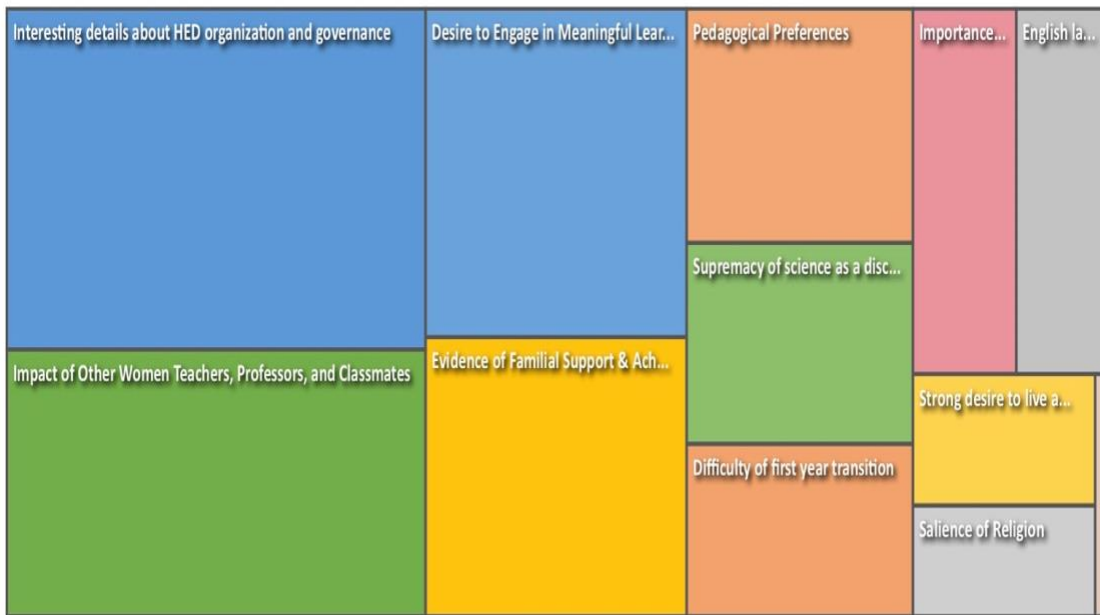 Interesting details about HED organization and governance
Desire to Engage in Meaningful Lear...
Pedagogical Preferences
Importance...
English la...
Supremacy of science as a disc...
Impact of Other Women Teachers, Professors, and Classmates
Evidence of Familial Support & Ach...
Strong desire to live a...
Difficulty of first year transition
Salience of Religion